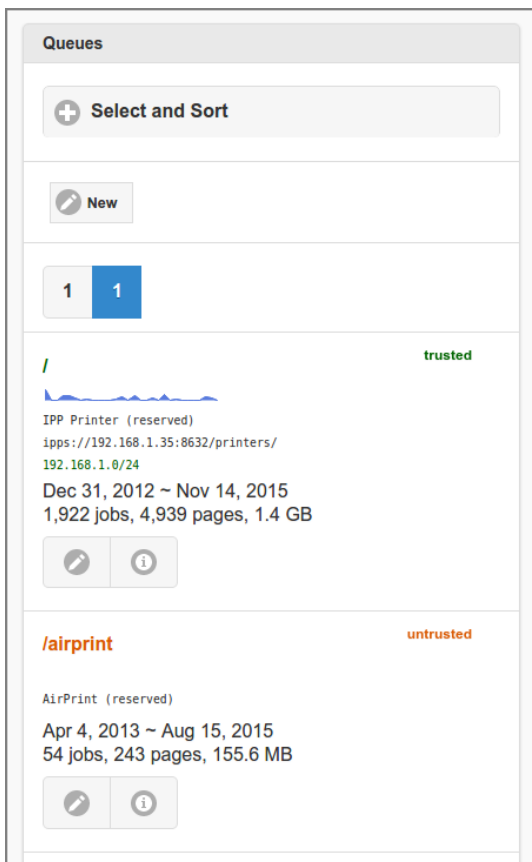 Queues
Select and Sort
New
1 1
/ trusted
IPP Printer (reserved)
ipps://192.168.1.35:8632/printers/
192.168.1.0/24
Dec 31, 2012 ~ Nov 14, 2015
1,922 jobs, 4,939 pages, 1.4 GB
/airprint untrusted
AirPrint (reserved)
Apr 4, 2013 ~ Aug 15, 2015
54 jobs, 243 pages, 155.6 MB